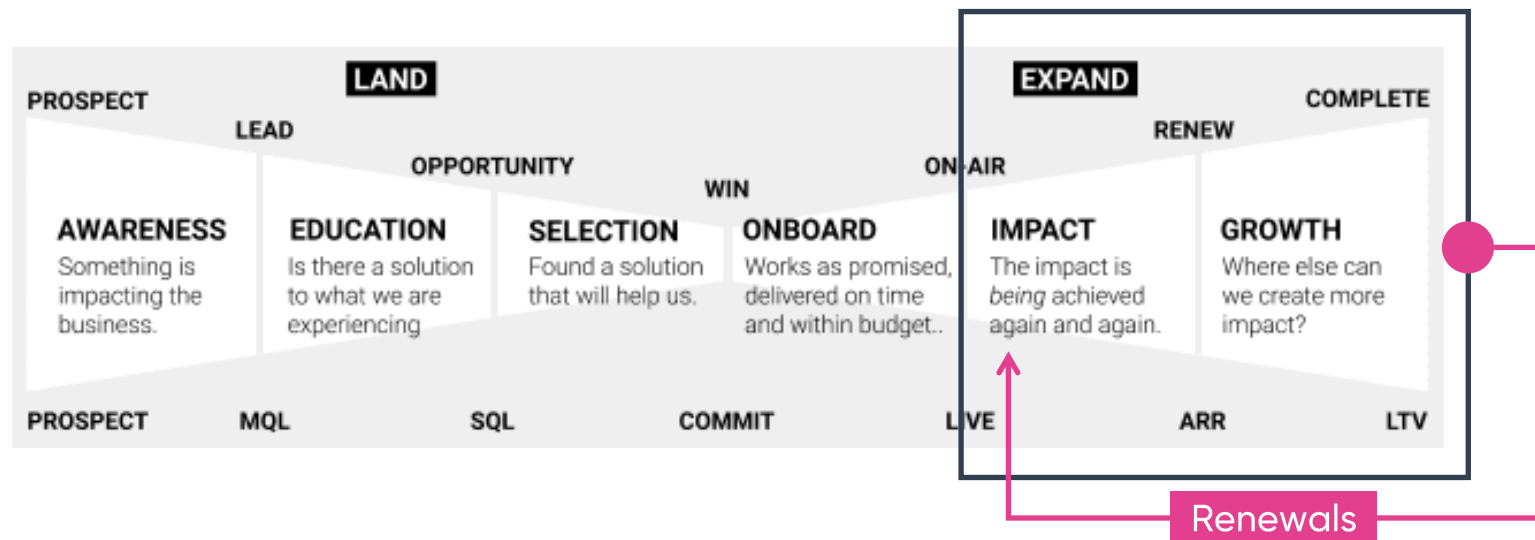 LAND
EXPAND
PROSPECT
COMPLETE
LEAD
RENEW
OPPORTUNITY
ON-AIR
WIN
AWARENESS
Something is
impacting the
business.
EDUCATION
Is there a solution
to what we are
experiencing
SELECTION
Found a solution
that will help us.
ONBOARD
Works as promised,
delivered on time
and within budget..
IMPACT
The impact is
being achieved
again and again.
GROWTH
Where else can
we create more
impact?
PROSPECT
MQL
SQL
COMMIT
LIVE
ARR
LTV
Renewals